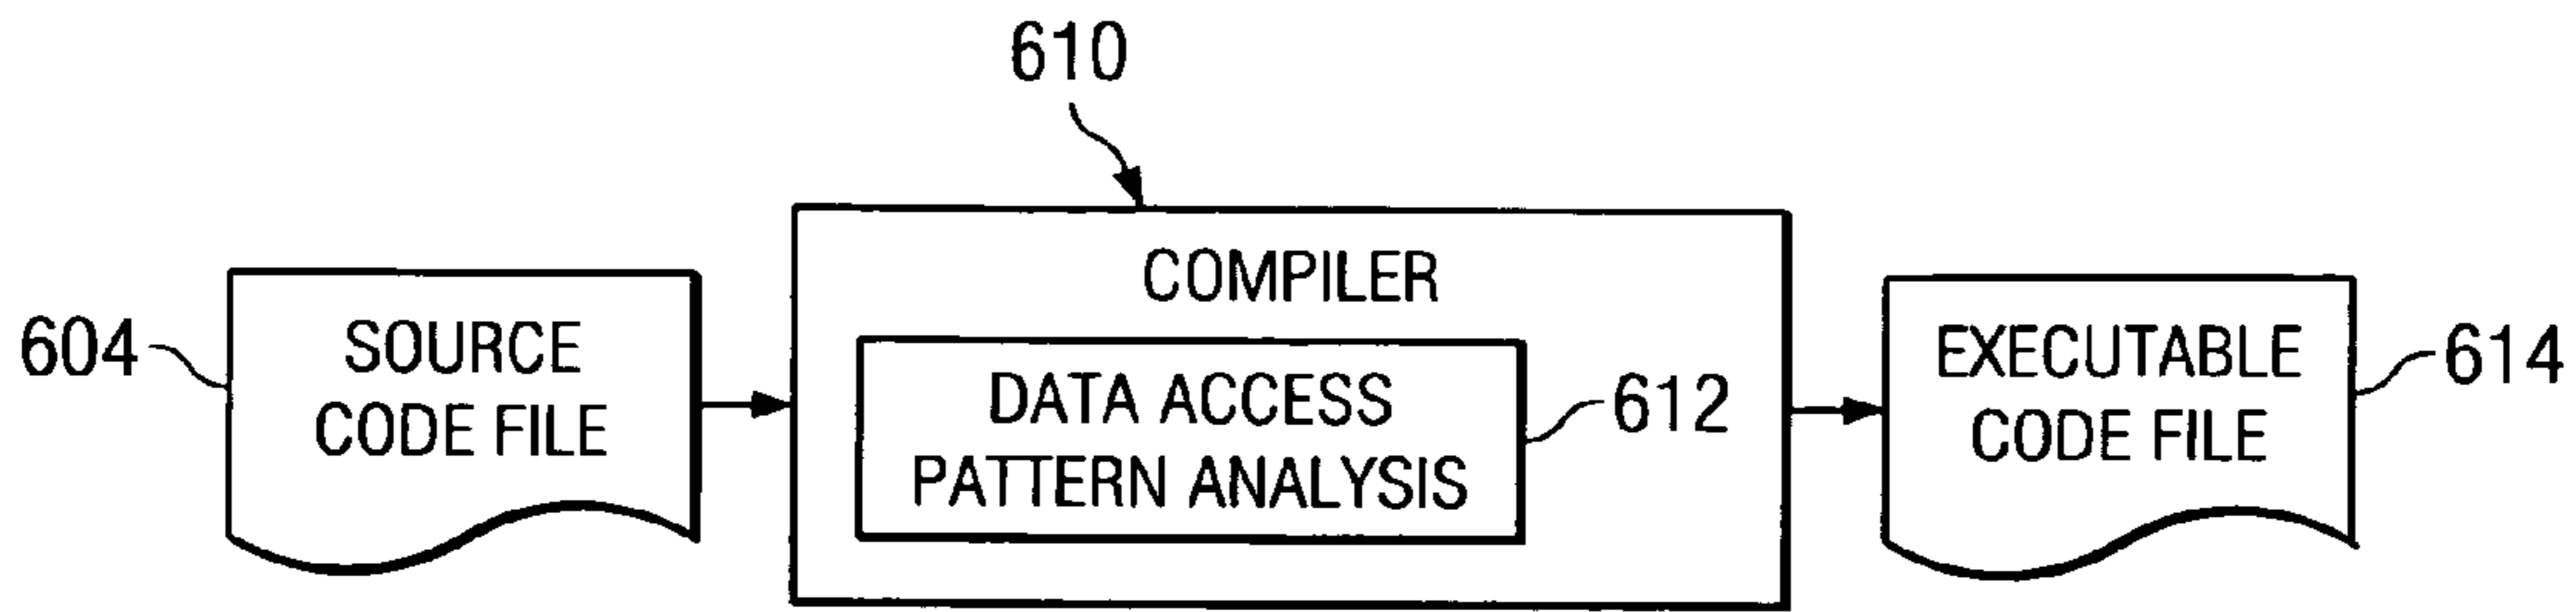 610
COMPILER
604
SOURCE
CODE FILE
DATA ACCESS
PATTERN ANALYSIS
612
EXECUTABLE
CODE FILE
614